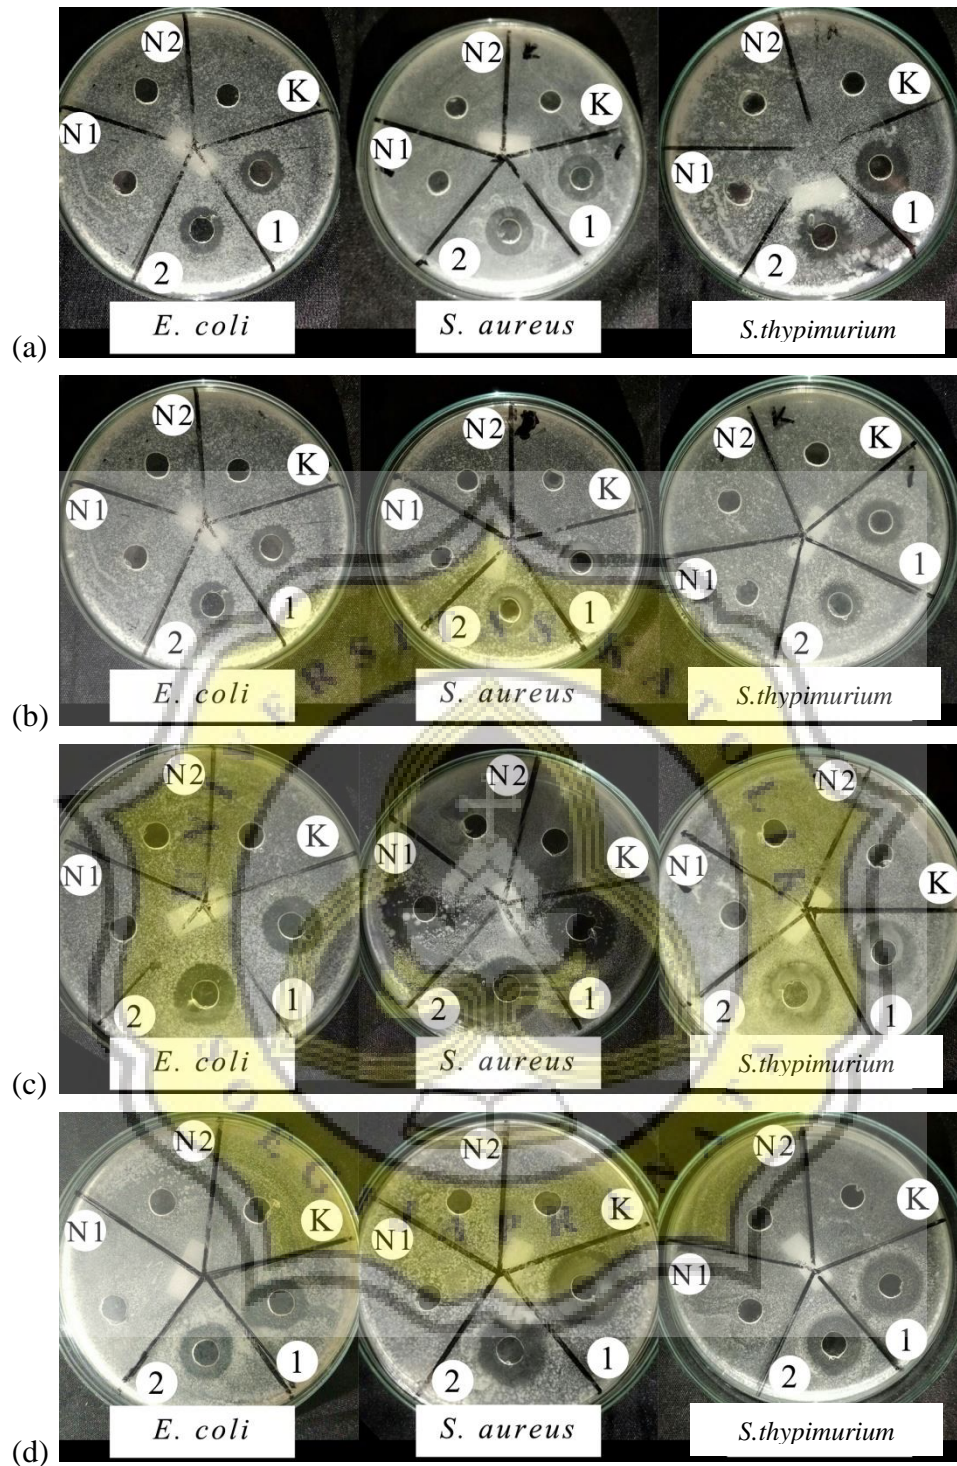 N2
K
N1
1
2
E. coli
N2
K
N1
1
2
S. aureus
N2
K
N1
1
2
S.thypimurium
(a)
N2
K
N1
1
2
E. coli
N2
K
N1
1
2
S. aureus
N2
K
N1
1
2
S.thypimurium
(b)
N2
K
N1
1
2
E. coli
N2
K
N1
1
2
S. aureus
N2
K
N1
1
2
S.thypimurium
(c)
N2
K
N1
1
2
E. coli
N2
K
N1
1
2
S. aureus
N2
K
N1
1
2
S.thypimurium
(d)